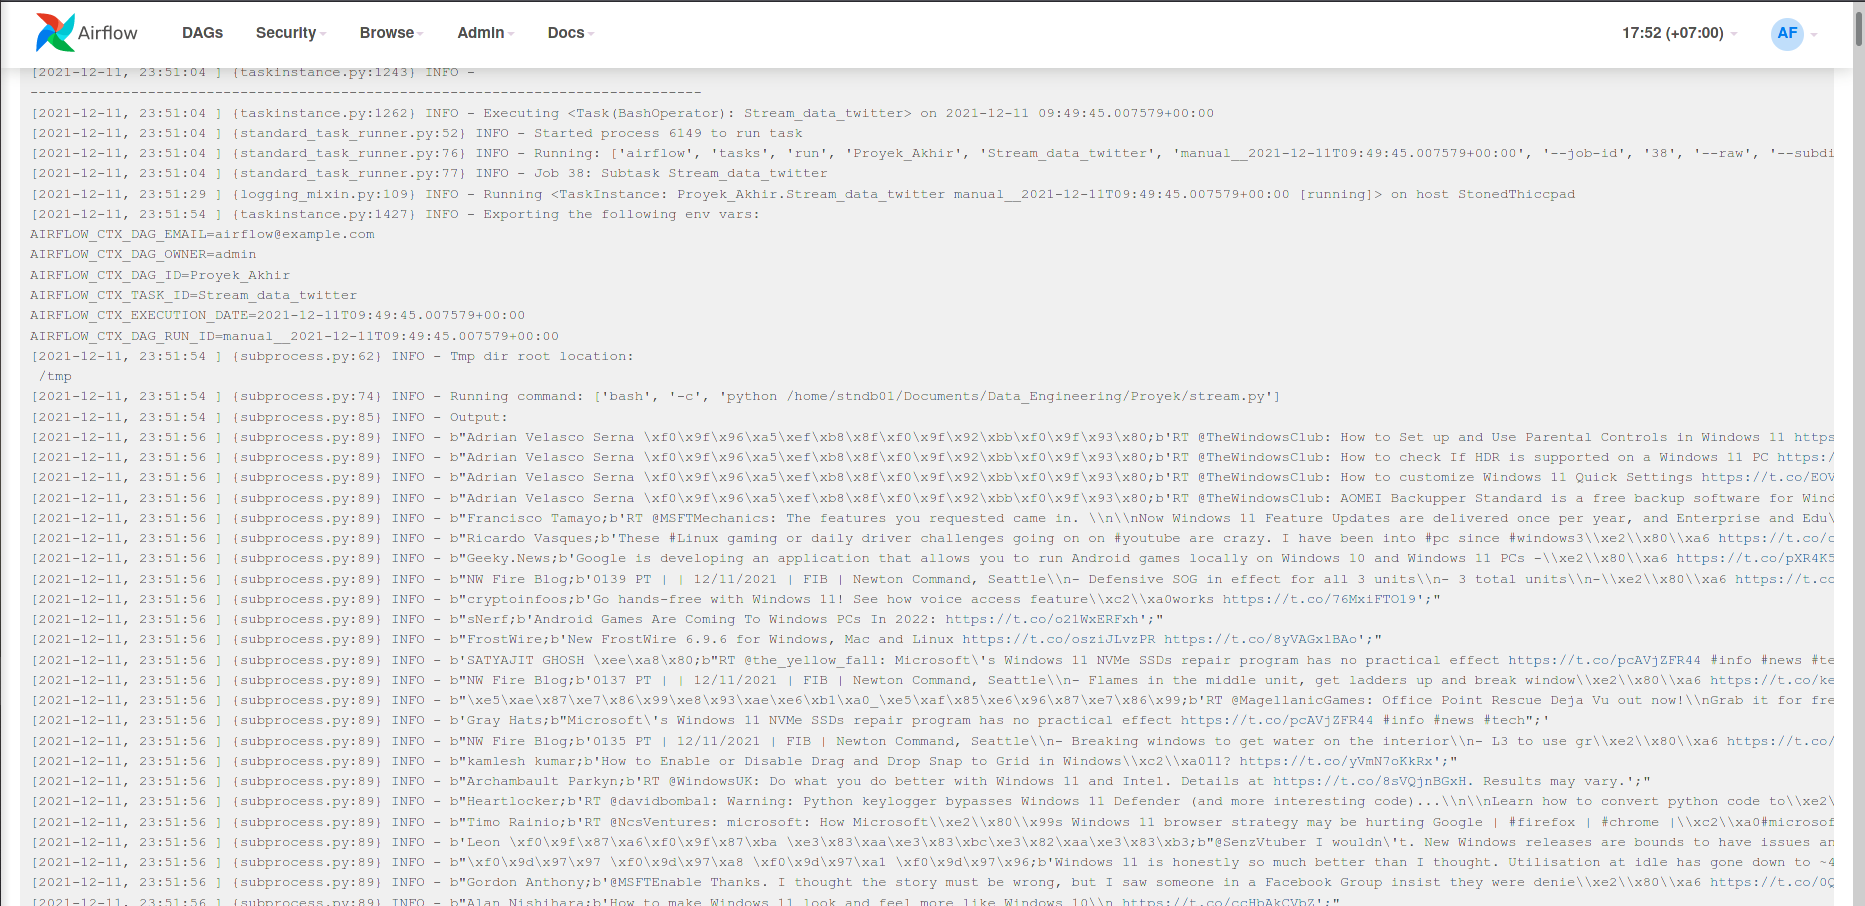 Airflow DAGs Security Browse Admin Docs 17:52 (+07:00) AF
[2021-12-11, 23:51:04 ] {taskinstance.py:1243} INFO -
--------------------------------------------------------------------------------
[2021-12-11, 23:51:04 ] {taskinstance.py:1262} INFO - Executing <Task(BashOperator): Stream_data_twitter> on 2021-12-11 09:49:45.007579+00:00
[2021-12-11, 23:51:04 ] {standard_task_runner.py:52} INFO - Started process 6149 to run task
[2021-12-11, 23:51:04 ] {standard_task_runner.py:76} INFO - Running: ['airflow', 'tasks', 'run', 'Proyek_Akhir', 'Stream_data_twitter', 'manual__2021-12-11T09:49:45.007579+00:00', '--job-id', '38', '--raw', '--subdi
[2021-12-11, 23:51:04 ] {standard_task_runner.py:77} INFO - Job 38: Subtask Stream_data_twitter
[2021-12-11, 23:51:29 ] {logging_mixin.py:109} INFO - Running <TaskInstance: Proyek_Akhir.Stream_data_twitter manual__2021-12-11T09:49:45.007579+00:00 [running]> on host StonedThiccpad
[2021-12-11, 23:51:54 ] {taskinstance.py:1427} INFO - Exporting the following env vars:
AIRFLOW_CTX_DAG_EMAIL=airflow@example.com
AIRFLOW_CTX_DAG_OWNER=admin
AIRFLOW_CTX_DAG_ID=Proyek_Akhir
AIRFLOW_CTX_TASK_ID=Stream_data_twitter
AIRFLOW_CTX_EXECUTION_DATE=2021-12-11T09:49:45.007579+00:00
AIRFLOW_CTX_DAG_RUN_ID=manual__2021-12-11T09:49:45.007579+00:00
[2021-12-11, 23:51:54 ] {subprocess.py:62} INFO - Tmp dir root location:
/tmp
[2021-12-11, 23:51:54 ] {subprocess.py:74} INFO - Running command: ['bash', '-c', 'python /home/stndb01/Documents/Data_Engineering/Proyek/stream.py']
[2021-12-11, 23:51:54 ] {subprocess.py:85} INFO - Output:
[2021-12-11, 23:51:56 ] {subprocess.py:89} INFO - b"Adrian Velasco Serna \xf0\x9f\x96\xa5\xef\xb8\x8f\xf0\x9f\x92\xbb\xf0\x9f\x93\x80;b'RT @TheWindowsClub: How to Set up and Use Parental Controls in Windows 11 https
[2021-12-11, 23:51:56 ] {subprocess.py:89} INFO - b"Adrian Velasco Serna \xf0\x9f\x96\xa5\xef\xb8\x8f\xf0\x9f\x92\xbb\xf0\x9f\x93\x80;b'RT @TheWindowsClub: How to check If HDR is supported on a Windows 11 PC https:/
[2021-12-11, 23:51:56 ] {subprocess.py:89} INFO - b"Adrian Velasco Serna \xf0\x9f\x96\xa5\xef\xb8\x8f\xf0\x9f\x92\xbb\xf0\x9f\x93\x80;b'RT @TheWindowsClub: How to customize Windows 11 Quick Settings https://t.co/EOV
[2021-12-11, 23:51:56 ] {subprocess.py:89} INFO - b"Adrian Velasco Serna \xf0\x9f\x96\xa5\xef\xb8\x8f\xf0\x9f\x92\xbb\xf0\x9f\x93\x80;b'RT @TheWindowsClub: AOMEI Backupper Standard is a free backup software for Wind
[2021-12-11, 23:51:56 ] {subprocess.py:89} INFO - b"Francisco Tamayo;b'RT @MSFTMechanics: The features you requested came in. \\n\\nNow Windows 11 Feature Updates are delivered once per year, and Enterprise and Edu\
[2021-12-11, 23:51:56 ] {subprocess.py:89} INFO - b"Ricardo Vasques;b'These #Linux gaming or daily driver challenges going on on #youtube are crazy. I have been into #pc since #windows3\\xe2\\x80\\xa6 https://t.co/c
[2021-12-11, 23:51:56 ] {subprocess.py:89} INFO - b"Geeky.News;b'Google is developing an application that allows you to run Android games locally on Windows 10 and Windows 11 PCs -\\xe2\\x80\\xa6 https://t.co/pXR4K5
[2021-12-11, 23:51:56 ] {subprocess.py:89} INFO - b"NW Fire Blog;b'0139 PT | | 12/11/2021 | FIB | Newton Command, Seattle\\n- Defensive SOG in effect for all 3 units\\n- 3 total units\\n-\\xe2\\x80\\xa6 https://t.co
[2021-12-11, 23:51:56 ] {subprocess.py:89} INFO - b"cryptoinfoos;b'Go hands-free with Windows 11! See how voice access feature\\xc2\\xa0works https://t.co/76MxiFTO19';"
[2021-12-11, 23:51:56 ] {subprocess.py:89} INFO - b"sNerf;b'Android Games Are Coming To Windows PCs In 2022: https://t.co/o21WxERFxh';"
[2021-12-11, 23:51:56 ] {subprocess.py:89} INFO - b"FrostWire;b'New FrostWire 6.9.6 for Windows, Mac and Linux https://t.co/osziJLvzPR https://t.co/8yVAGxlBAo';"
[2021-12-11, 23:51:56 ] {subprocess.py:89} INFO - b'SATYAJIT GHOSH \xee\xa8\x80;b"RT @the_yellow_fall: Microsoft\'s Windows 11 NVMe SSDs repair program has no practical effect https://t.co/pcAVjZFR44 #info #news #te
[2021-12-11, 23:51:56 ] {subprocess.py:89} INFO - b"NW Fire Blog;b'0137 PT | | 12/11/2021 | FIB | Newton Command, Seattle\\n- Flames in the middle unit, get ladders up and break window\\xe2\\x80\\xa6 https://t.co/ke
[2021-12-11, 23:51:56 ] {subprocess.py:89} INFO - b"\xe5\xae\x87\xe7\x86\x99\xe8\x93\xae\xe6\xb1\xa0_\xe5\xaf\x85\xe6\x96\x87\xe7\x86\x99;b'RT @MagellanicGames: Office Point Rescue Deja Vu out now!\\nGrab it for fre
[2021-12-11, 23:51:56 ] {subprocess.py:89} INFO - b'Gray Hats;b"Microsoft\'s Windows 11 NVMe SSDs repair program has no practical effect https://t.co/pcAVjZFR44 #info #news #tech";'
[2021-12-11, 23:51:56 ] {subprocess.py:89} INFO - b"NW Fire Blog;b'0135 PT | 12/11/2021 | FIB | Newton Command, Seattle\\n- Breaking windows to get water on the interior\\n- L3 to use gr\\xe2\\x80\\xa6 https://t.co/
[2021-12-11, 23:51:56 ] {subprocess.py:89} INFO - b"kamlesh kumar;b'How to Enable or Disable Drag and Drop Snap to Grid in Windows\\xc2\\xa011? https://t.co/yVmN7oKkRx';"
[2021-12-11, 23:51:56 ] {subprocess.py:89} INFO - b"Archambault Parkyn;b'RT @WindowsUK: Do what you do better with Windows 11 and Intel. Details at https://t.co/8sVQjnBGxH. Results may vary.';"
[2021-12-11, 23:51:56 ] {subprocess.py:89} INFO - b"Heartlocker;b'RT @davidbombal: Warning: Python keylogger bypasses Windows 11 Defender (and more interesting code)...\\n\\nLearn how to convert python code to\\xe2\
[2021-12-11, 23:51:56 ] {subprocess.py:89} INFO - b"Timo Rainio;b'RT @NcsVentures: microsoft: How Microsoft\\xe2\\x80\\x99s Windows 11 browser strategy may be hurting Google | #firefox | #chrome |\\xc2\\xa0#microsof
[2021-12-11, 23:51:56 ] {subprocess.py:89} INFO - b'Leon \xf0\x9f\x87\xa6\xf0\x9f\x87\xba \xe3\x83\xaa\xe3\x83\xbc\xe3\x82\xaa\xe3\x83\xb3;b"@SenzVtuber I wouldn\'t. New Windows releases are bounds to have issues an
[2021-12-11, 23:51:56 ] {subprocess.py:89} INFO - b"\xf0\x9d\x97\x97 \xf0\x9d\x97\xa8 \xf0\x9d\x97\xa1 \xf0\x9d\x97\x96;b'Windows 11 is honestly so much better than I thought. Utilisation at idle has gone down to ~4
[2021-12-11, 23:51:56 ] {subprocess.py:89} INFO - b"Gordon Anthony;b'@MSFTEnable Thanks. I thought the story must be wrong, but I saw someone in a Facebook Group insist they were denie\\xe2\\x80\\xa6 https://t.co/0Q
[2021-12-11, 23:51:56 ] {subprocess.py:89} INFO - b"Alan Nishihara;b'How to make Windows 11 look and feel more like Windows 10\\n https://t.co/ccHbAkCVbZ';"